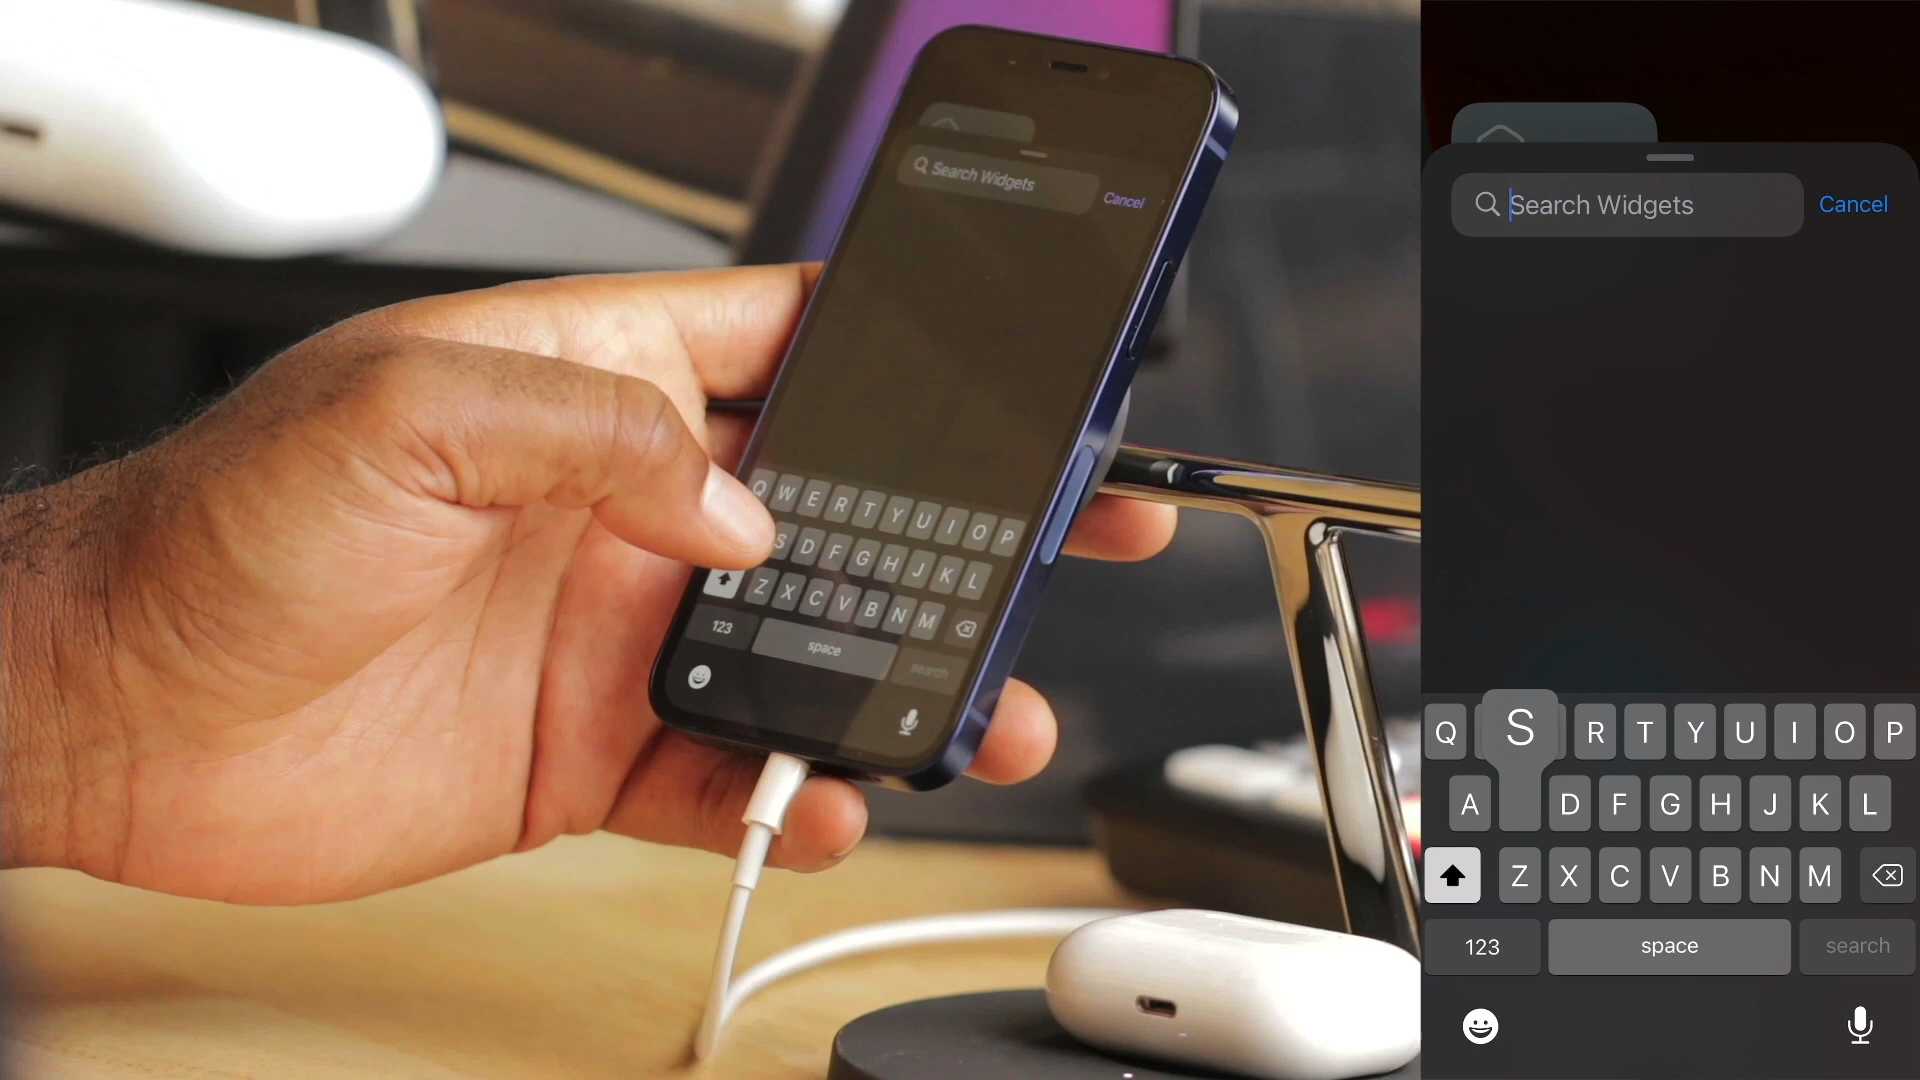 Search Widgets
Cancel
Q W E R T Y U I O P
S D F G H J K L
Z X C V B N M
123 space search
Search Widgets Cancel
S
Q R T Y U I O P
A D F G H J K L
Z X C V B N M
123 space search